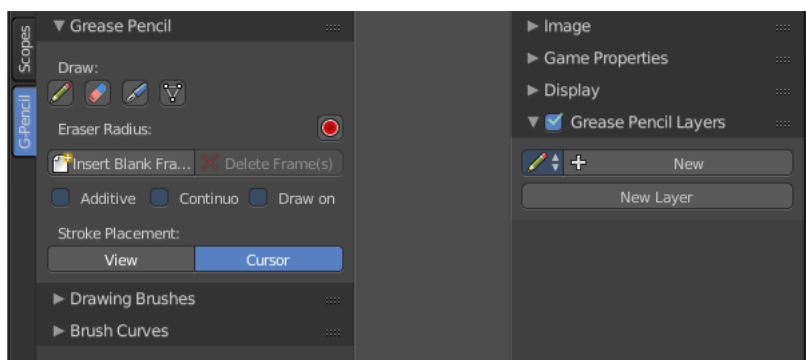 Scopes
G-Pencil
Grease Pencil
Draw:
Eraser Radius:
Insert Blank Fra... Delete Frame(s)
Additive Continuo Draw on
Stroke Placement:
View Cursor
Drawing Brushes
Brush Curves
Image
Game Properties
Display
Grease Pencil Layers
New
New Layer